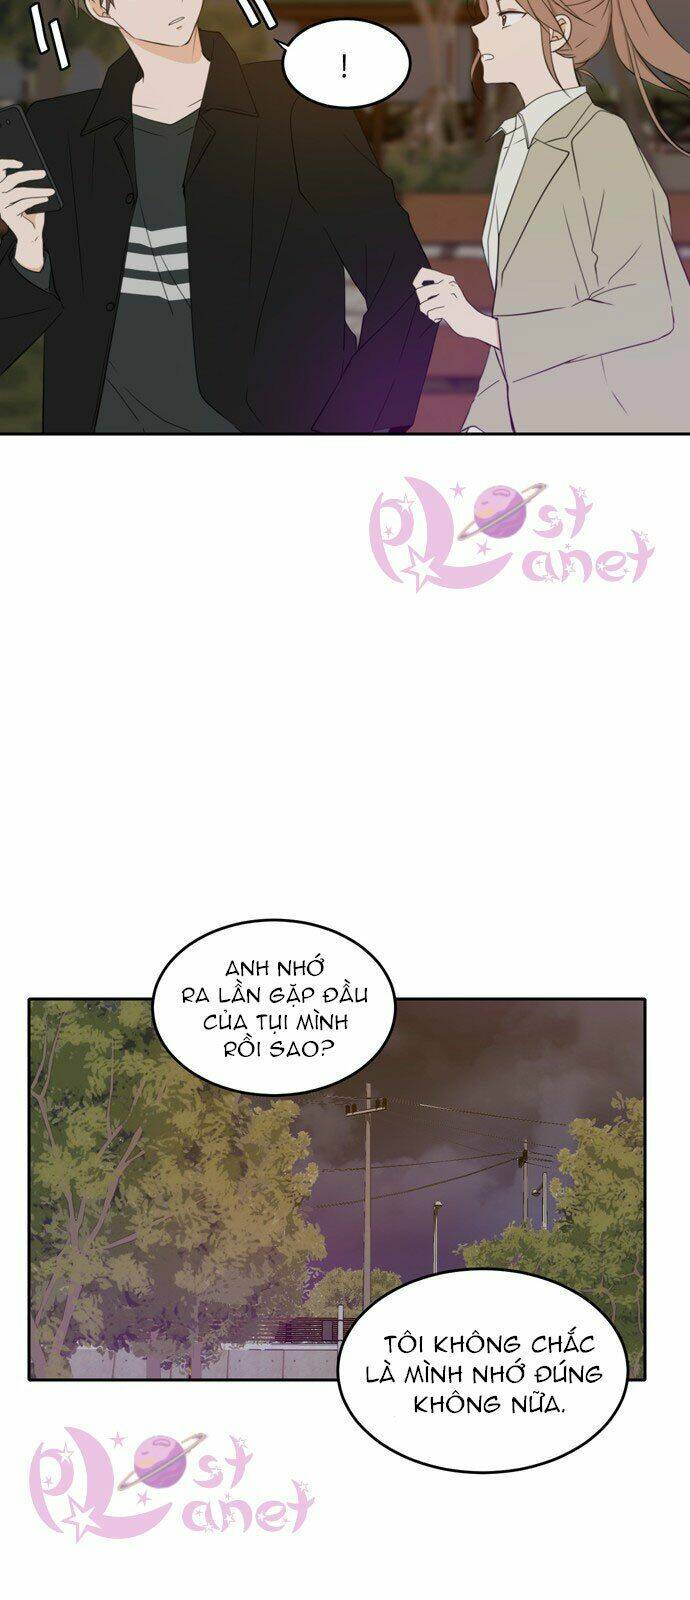 !
Lost
Planet
ANH NHỚ
RA LẦN GẶP ĐẦU
CỦA TỤI MÌNH
RỒI SAO?
TÔI KHÔNG CHẮC
LÀ MÌNH NHỚ ĐÚNG
KHÔNG NỮA.
Lost
Planet